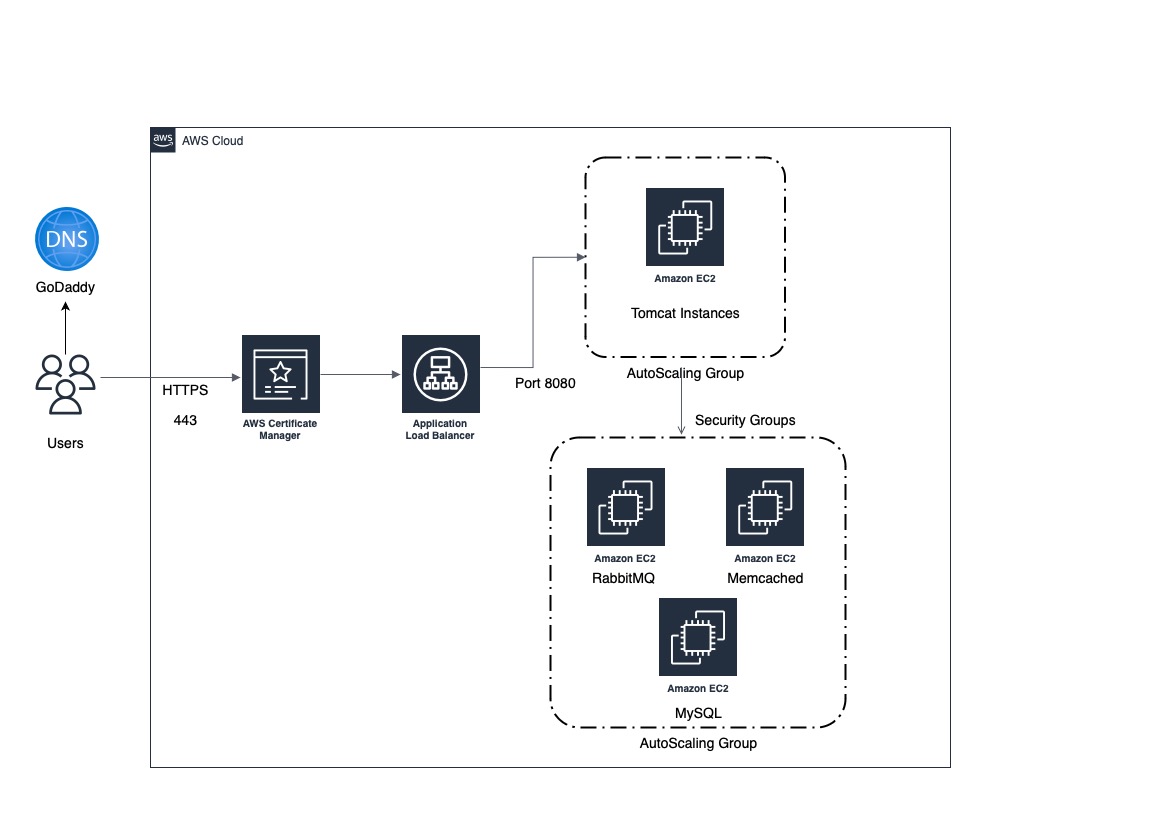 aws
AWS Cloud
DNS
GoDaddy
Users
HTTPS
443
AWS Certificate
Manager
Application
Load Balancer
Port 8080
Amazon EC2
Tomcat Instances
AutoScaling Group
Security Groups
Amazon EC2
RabbitMQ
Amazon EC2
Memcached
Amazon EC2
MySQL
AutoScaling Group